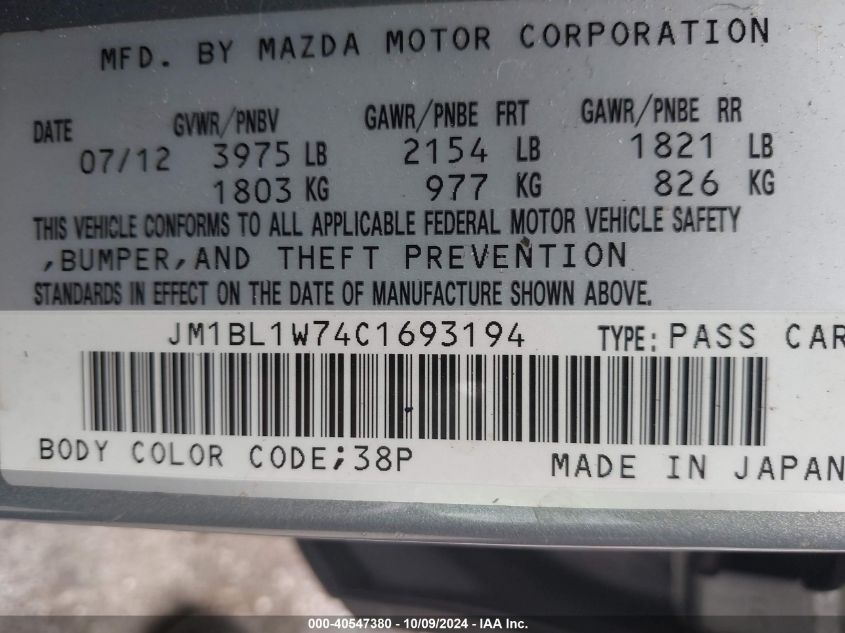 MFD. BY MAZDA MOTOR CORPORATION
DATE GVWR/PNBV GAWR/PNBE FRT GAWR/PNBE RR
07/12 3975 LB 2154 LB 1821 LB
1803 KG 977 KG 826 KG
THIS VEHICLE CONFORMS TO ALL APPLICABLE FEDERAL MOTOR VEHICLE SAFETY
,BUMPER,AND THEFT PREVENTION
STANDARDS IN EFFECT ON THE DATE OF MANUFACTURE SHOWN ABOVE.
JM1BL1W74C1693194 TYPE: PASS CAR
BODY COLOR CODE;38P MADE IN JAPAN
000-40547380 - 10/09/2024 - IAA Inc.